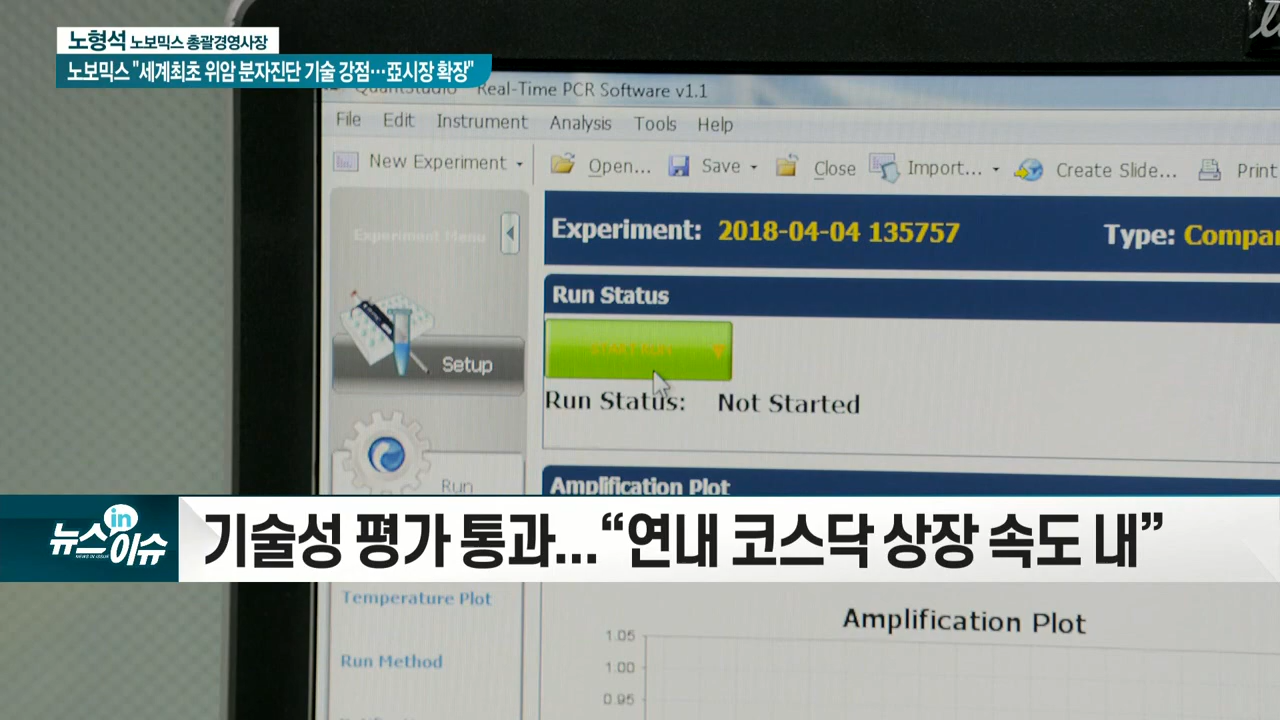 노형석 노보믹스 총괄경영사장
노보믹스 "세계최초 위암 분자진단 기술 강점…亞시장 확장"
QuantStudio Real-Time PCR Software v1.1
File Edit Instrument Analysis Tools Help
New Experiment Open... Save Close Import... Create Slide... Print
Experiment Menu
Experiment: 2018-04-04 135757 Type: Compar
Run Status
START RUN
Setup
Run Status: Not Started
Run
Amplification Plot
뉴스in이슈
기술성 평가 통과..."연내 코스닥 상장 속도 내"
Temperature Plot
Amplification Plot
1.05
Run Method
1.00
0.95